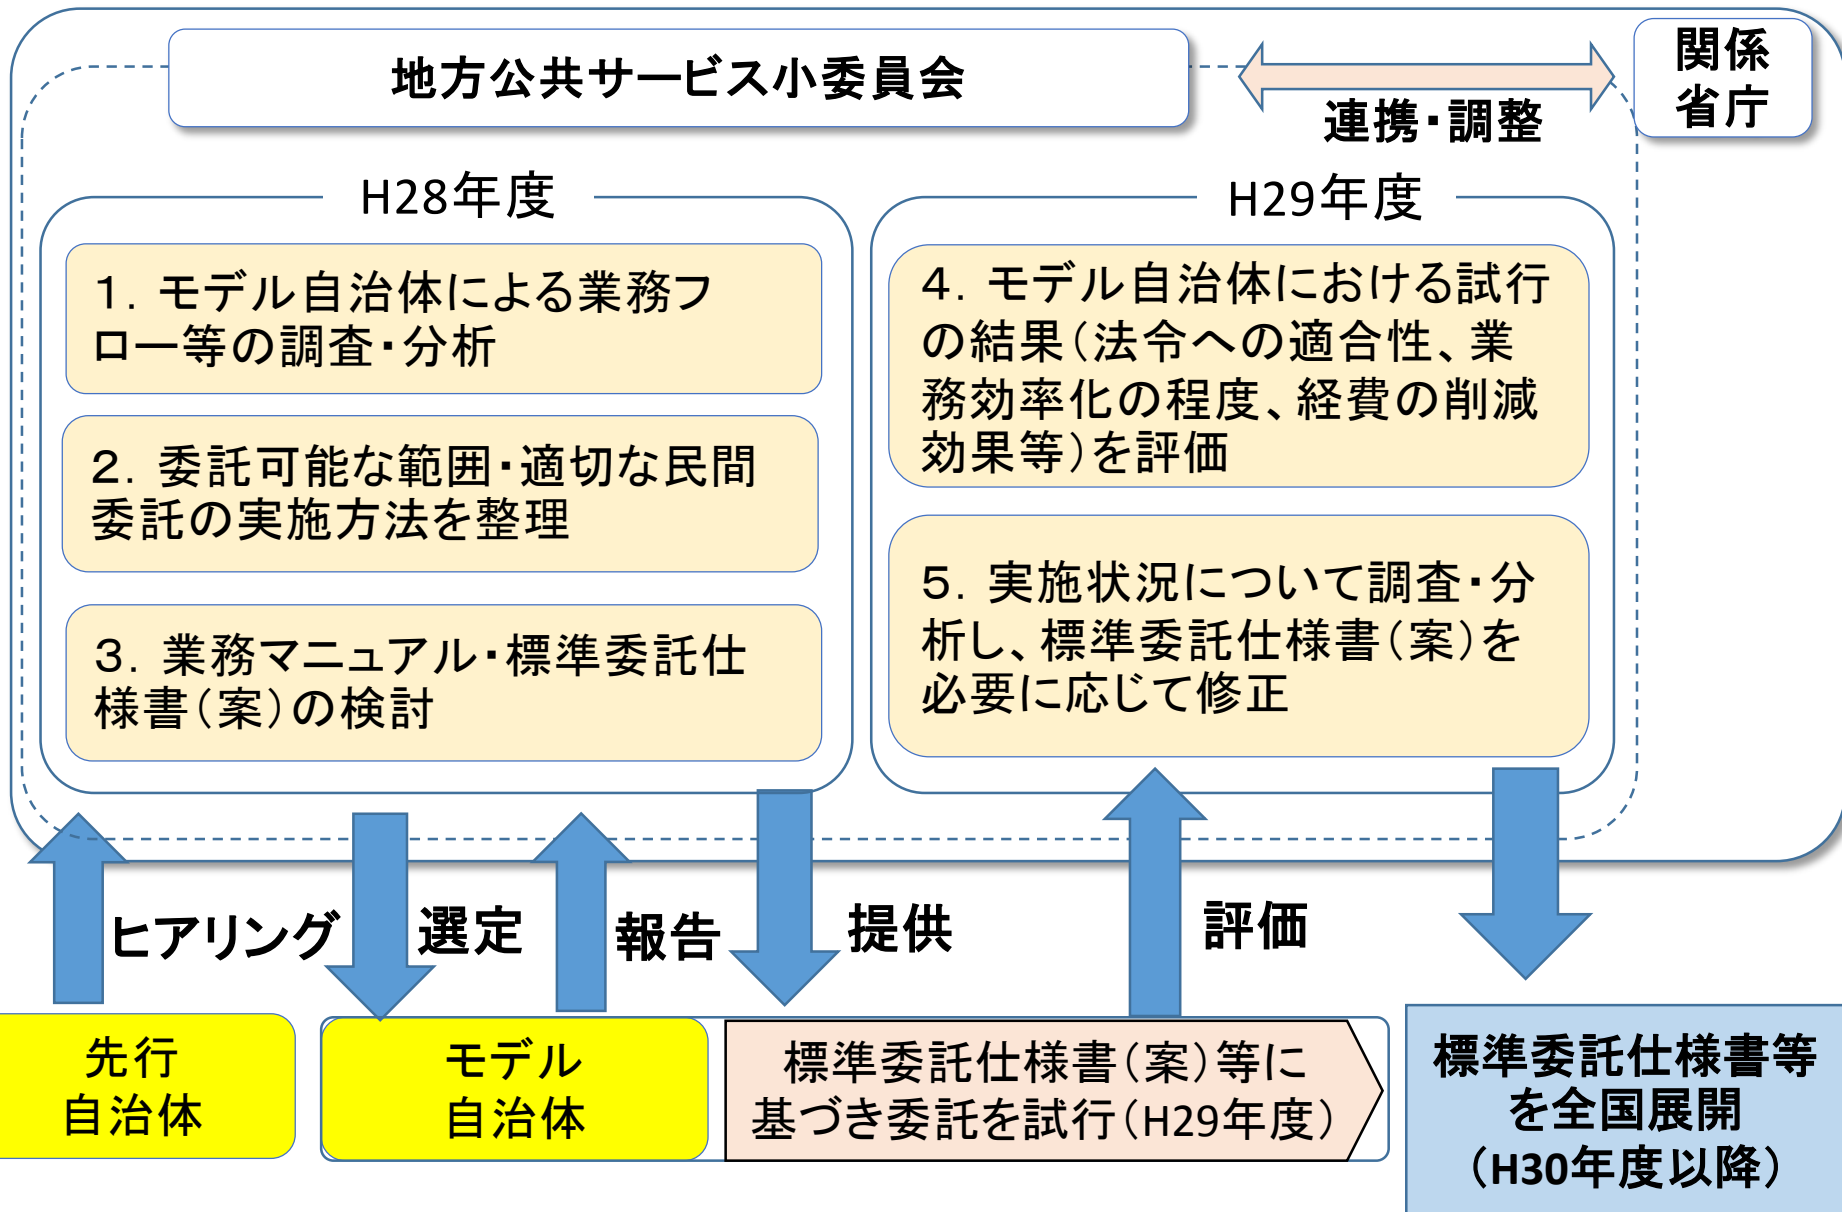 地方公共サービス小委員会
関係
省庁
連携・調整
H28年度
1．モデル自治体による業務フ
ロー等の調査・分析
2．委託可能な範囲・適切な民間
委託の実施方法を整理
3．業務マニュアル・標準委託仕
様書（案）の検討
H29年度
4．モデル自治体における試行
の結果（法令への適合性、業
務効率化の程度、経費の削減
効果等）を評価
5．実施状況について調査・分
析し、標準委託仕様書（案）を
必要に応じて修正
ヒアリング
選定
報告
提供
評価
先行
自治体
モデル
自治体
標準委託仕様書（案）等に
基づき委託を試行（H29年度）
標準委託仕様書等
を全国展開
（H30年度以降）